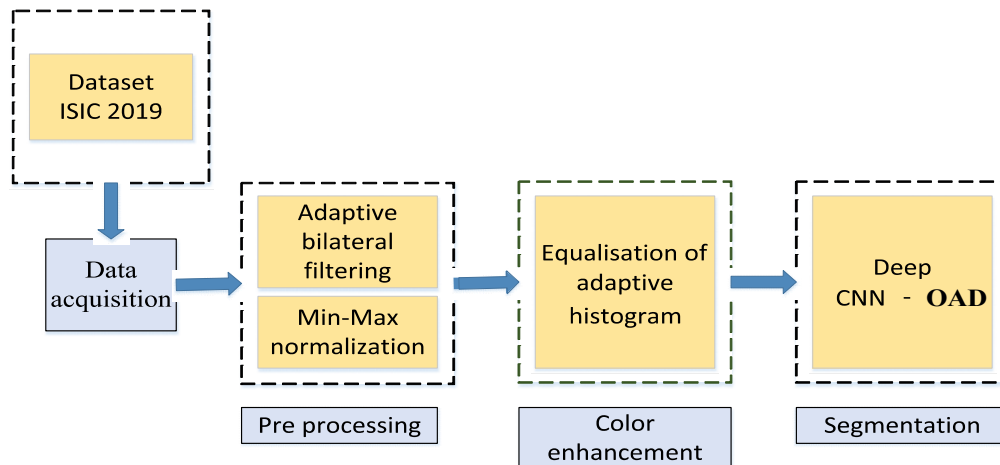 Dataset
ISIC 2019
Data
acquisition
Adaptive
bilateral
filtering
Min-Max
normalization
Pre processing
Equalisation of
adaptive
histogram
Color
enhancement
Deep
CNN - OAD
Segmentation